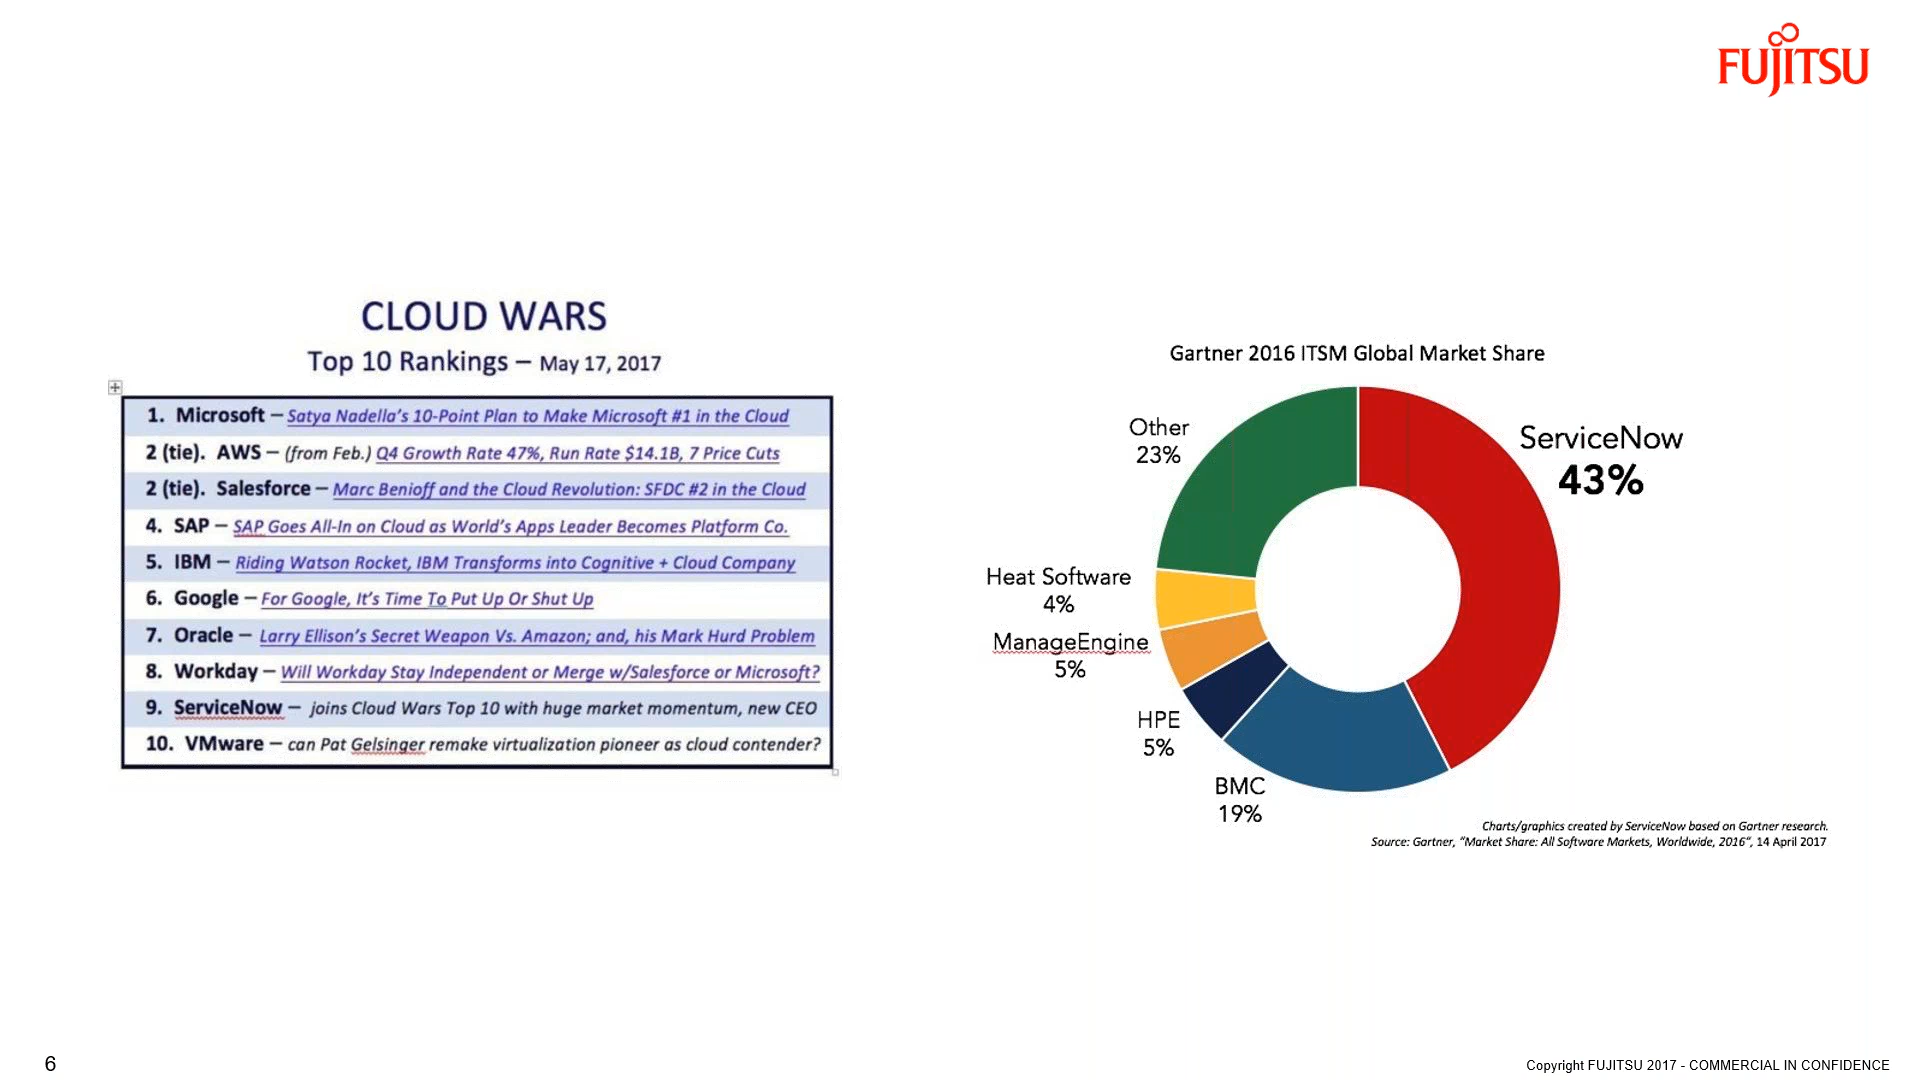 FUJITSU
CLOUD WARS
Top 10 Rankings – May 17, 2017
1. Microsoft – Satya Nadella's 10-Point Plan to Make Microsoft #1 in the Cloud
2 (tie). AWS – (from Feb.) Q4 Growth Rate 47%, Run Rate $14.1B, 7 Price Cuts
2 (tie). Salesforce – Marc Benioff and the Cloud Revolution: SFDC #2 in the Cloud
4. SAP – SAP Goes All-In on Cloud as World's Apps Leader Becomes Platform Co.
5. IBM – Riding Watson Rocket, IBM Transforms into Cognitive + Cloud Company
6. Google – For Google, It's Time To Put Up Or Shut Up
7. Oracle – Larry Ellison's Secret Weapon Vs. Amazon; and, his Mark Hurd Problem
8. Workday – Will Workday Stay Independent or Merge w/Salesforce or Microsoft?
9. ServiceNow – joins Cloud Wars Top 10 with huge market momentum, new CEO
10. VMware – can Pat Gelsinger remake virtualization pioneer as cloud contender?
Gartner 2016 ITSM Global Market Share
Other
23%
ServiceNow
43%
Heat Software
4%
ManageEngine
5%
HPE
5%
BMC
19%
Charts/graphics created by ServiceNow based on Gartner research.
Source: Gartner, "Market Share: All Software Markets, Worldwide, 2016", 14 April 2017
6
Copyright FUJITSU 2017 - COMMERCIAL IN CONFIDENCE